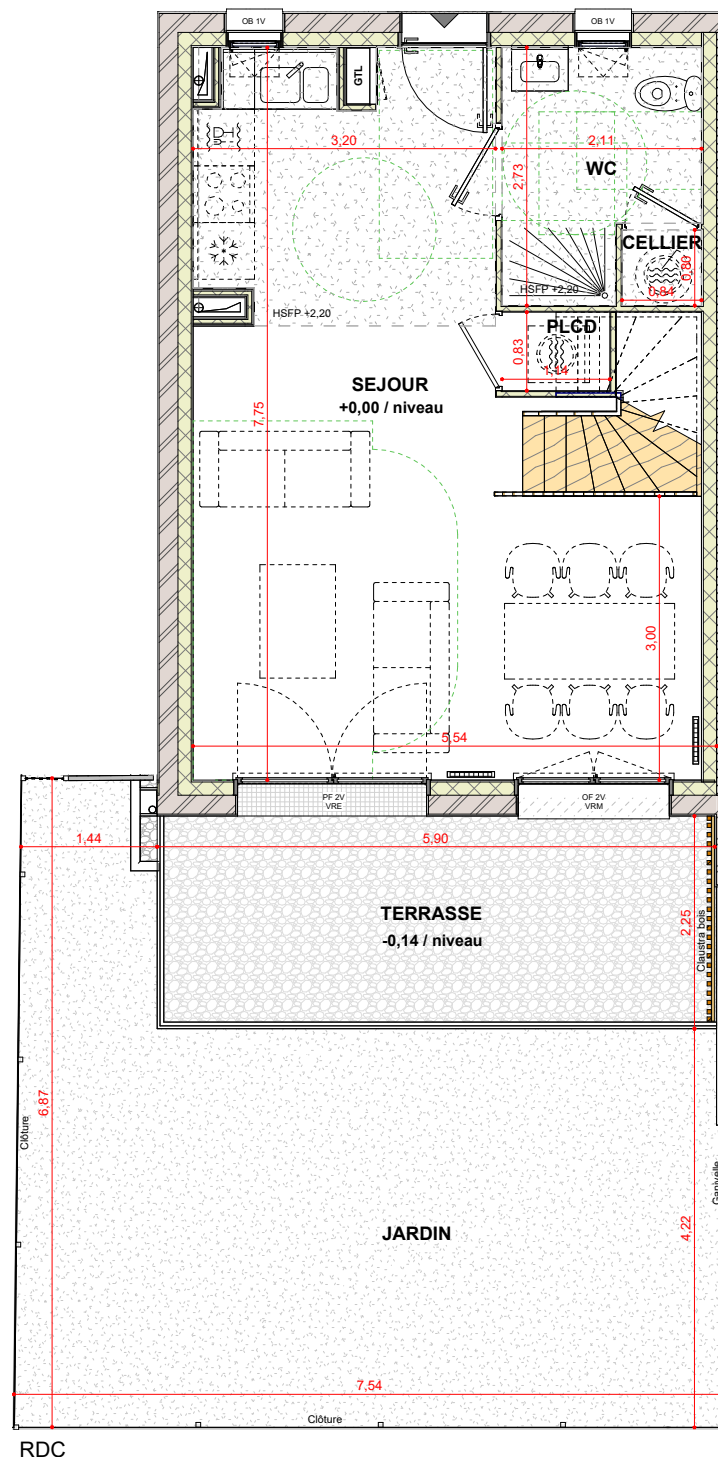 OB 1V
OB 1V
GTL
3,20
2,11
2,73
WC
CELLIER
0,80
0,84
HSFP +2,20
HSFP +2,20
PLCD
0,83
1,14
SEJOUR
+0,00 / niveau
7,75
3,00
5,54
PF 2V
VRE
OF 2V
VRM
1,44
5,90
TERRASSE
-0,14 / niveau
2,25
Claustra bois
6,87
Clôture
Ganivelle
JARDIN
4,22
7,54
Clôture
RDC